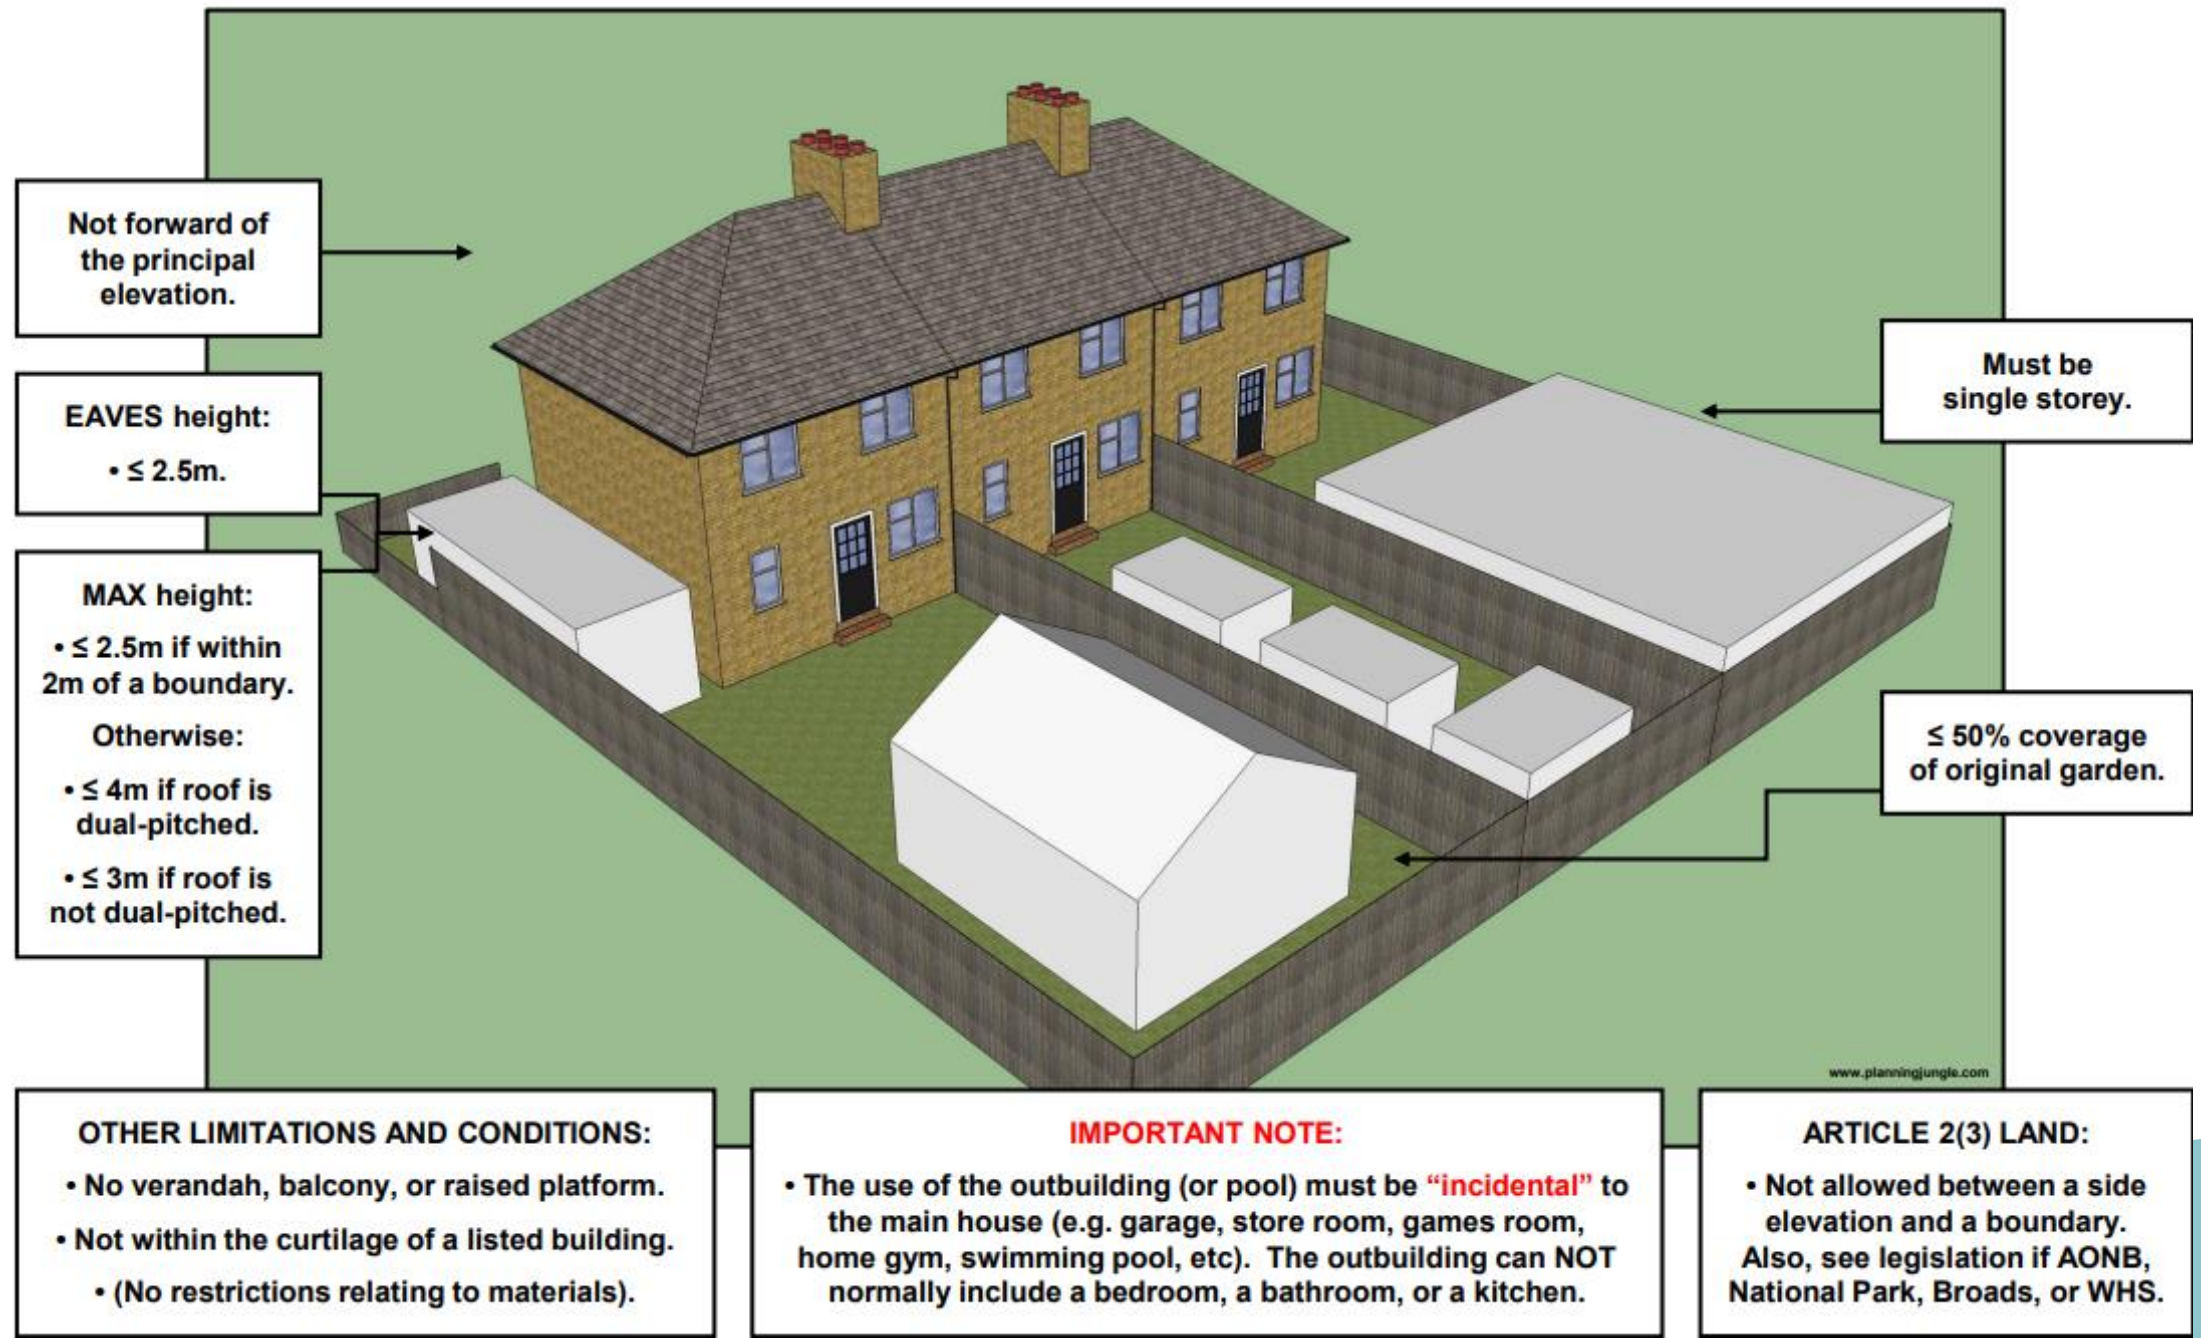 Not forward of
the principal
elevation.
EAVES height:
• ≤ 2.5m.
MAX height:
• ≤ 2.5m if within
2m of a boundary.
Otherwise:
• ≤ 4m if roof is
dual-pitched.
• ≤ 3m if roof is
not dual-pitched.
Must be
single storey.
≤ 50% coverage
of original garden.
www.planningjungle.com
OTHER LIMITATIONS AND CONDITIONS:
• No verandah, balcony, or raised platform.
• Not within the curtilage of a listed building.
• (No restrictions relating to materials).
IMPORTANT NOTE:
• The use of the outbuilding (or pool) must be “incidental” to
the main house (e.g. garage, store room, games room,
home gym, swimming pool, etc). The outbuilding can NOT
normally include a bedroom, a bathroom, or a kitchen.
ARTICLE 2(3) LAND:
• Not allowed between a side
elevation and a boundary.
Also, see legislation if AONB,
National Park, Broads, or WHS.